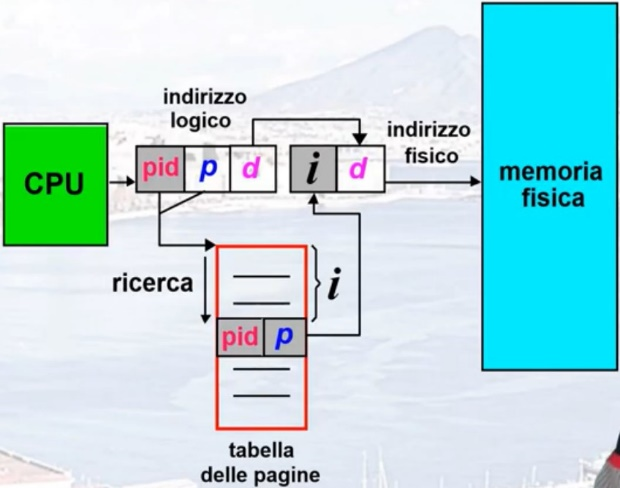 indirizzo
logico
CPU
pid p d
i d
indirizzo
fisico
memoria
fisica
ricerca
i
pid p
tabella
delle pagine